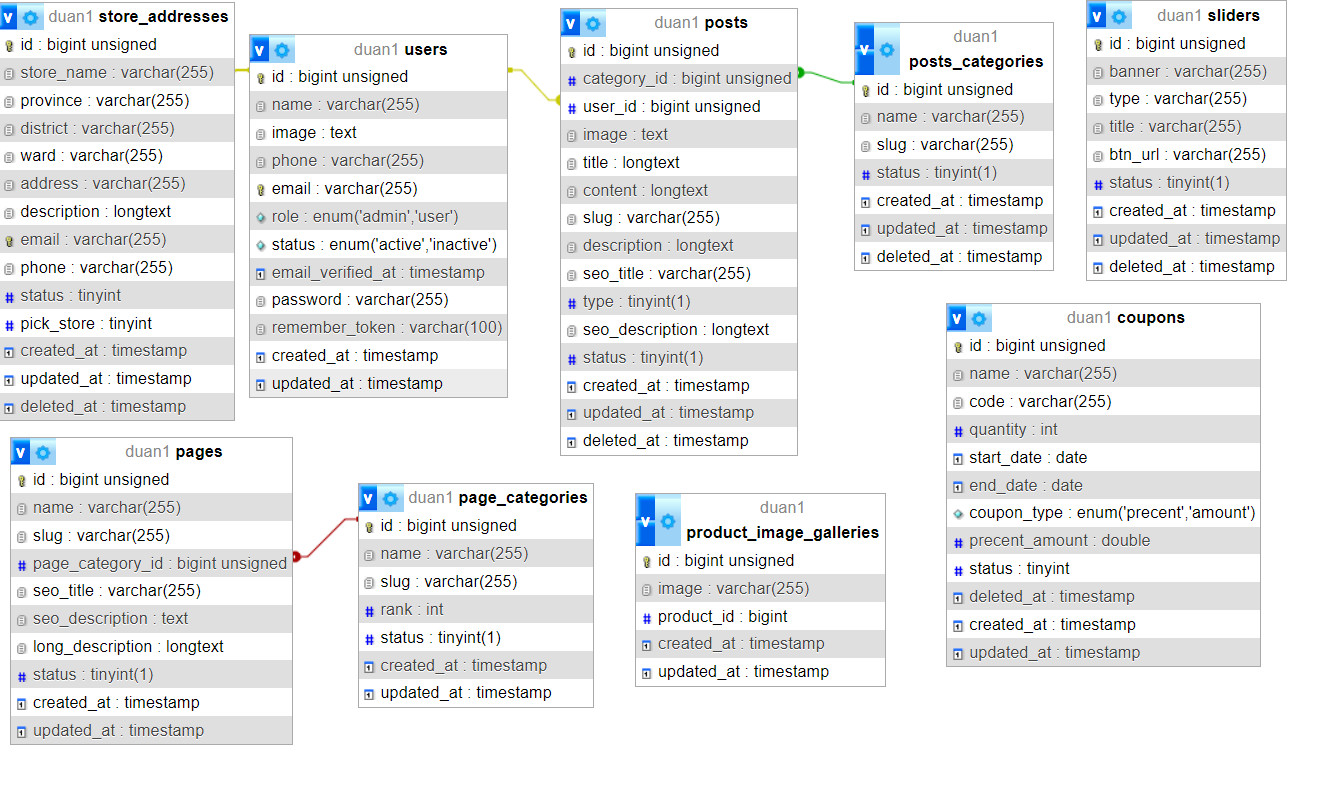 duan1 store_addresses
id : bigint unsigned
store_name : varchar(255)
province : varchar(255)
district : varchar(255)
ward : varchar(255)
address : varchar(255)
description : longtext
email : varchar(255)
phone : varchar(255)
status : tinyint
pick_store : tinyint
created_at : timestamp
updated_at : timestamp
deleted_at : timestamp
duan1 users
id : bigint unsigned
name : varchar(255)
image : text
phone : varchar(255)
email : varchar(255)
role : enum('admin','user')
status : enum('active','inactive')
email_verified_at : timestamp
password : varchar(255)
remember_token : varchar(100)
created_at : timestamp
updated_at : timestamp
duan1 posts
id : bigint unsigned
category_id : bigint unsigned
user_id : bigint unsigned
image : text
title : longtext
content : longtext
slug : varchar(255)
description : longtext
seo_title : varchar(255)
type : tinyint(1)
seo_description : longtext
status : tinyint(1)
created_at : timestamp
updated_at : timestamp
deleted_at : timestamp
duan1
posts_categories
id : bigint unsigned
name : varchar(255)
slug : varchar(255)
status : tinyint(1)
created_at : timestamp
updated_at : timestamp
deleted_at : timestamp
duan1 sliders
id : bigint unsigned
banner : varchar(255)
type : varchar(255)
title : varchar(255)
btn_url : varchar(255)
status : tinyint(1)
created_at : timestamp
updated_at : timestamp
deleted_at : timestamp
duan1 pages
id : bigint unsigned
name : varchar(255)
slug : varchar(255)
page_category_id : bigint unsigned
seo_title : varchar(255)
seo_description : text
long_description : longtext
status : tinyint(1)
created_at : timestamp
updated_at : timestamp
duan1 page_categories
id : bigint unsigned
name : varchar(255)
slug : varchar(255)
rank : int
status : tinyint(1)
created_at : timestamp
updated_at : timestamp
duan1
product_image_galleries
id : bigint unsigned
image : varchar(255)
product_id : bigint
created_at : timestamp
updated_at : timestamp
duan1 coupons
id : bigint unsigned
name : varchar(255)
code : varchar(255)
quantity : int
start_date : date
end_date : date
coupon_type : enum('precent','amount')
precent_amount : double
status : tinyint
deleted_at : timestamp
created_at : timestamp
updated_at : timestamp